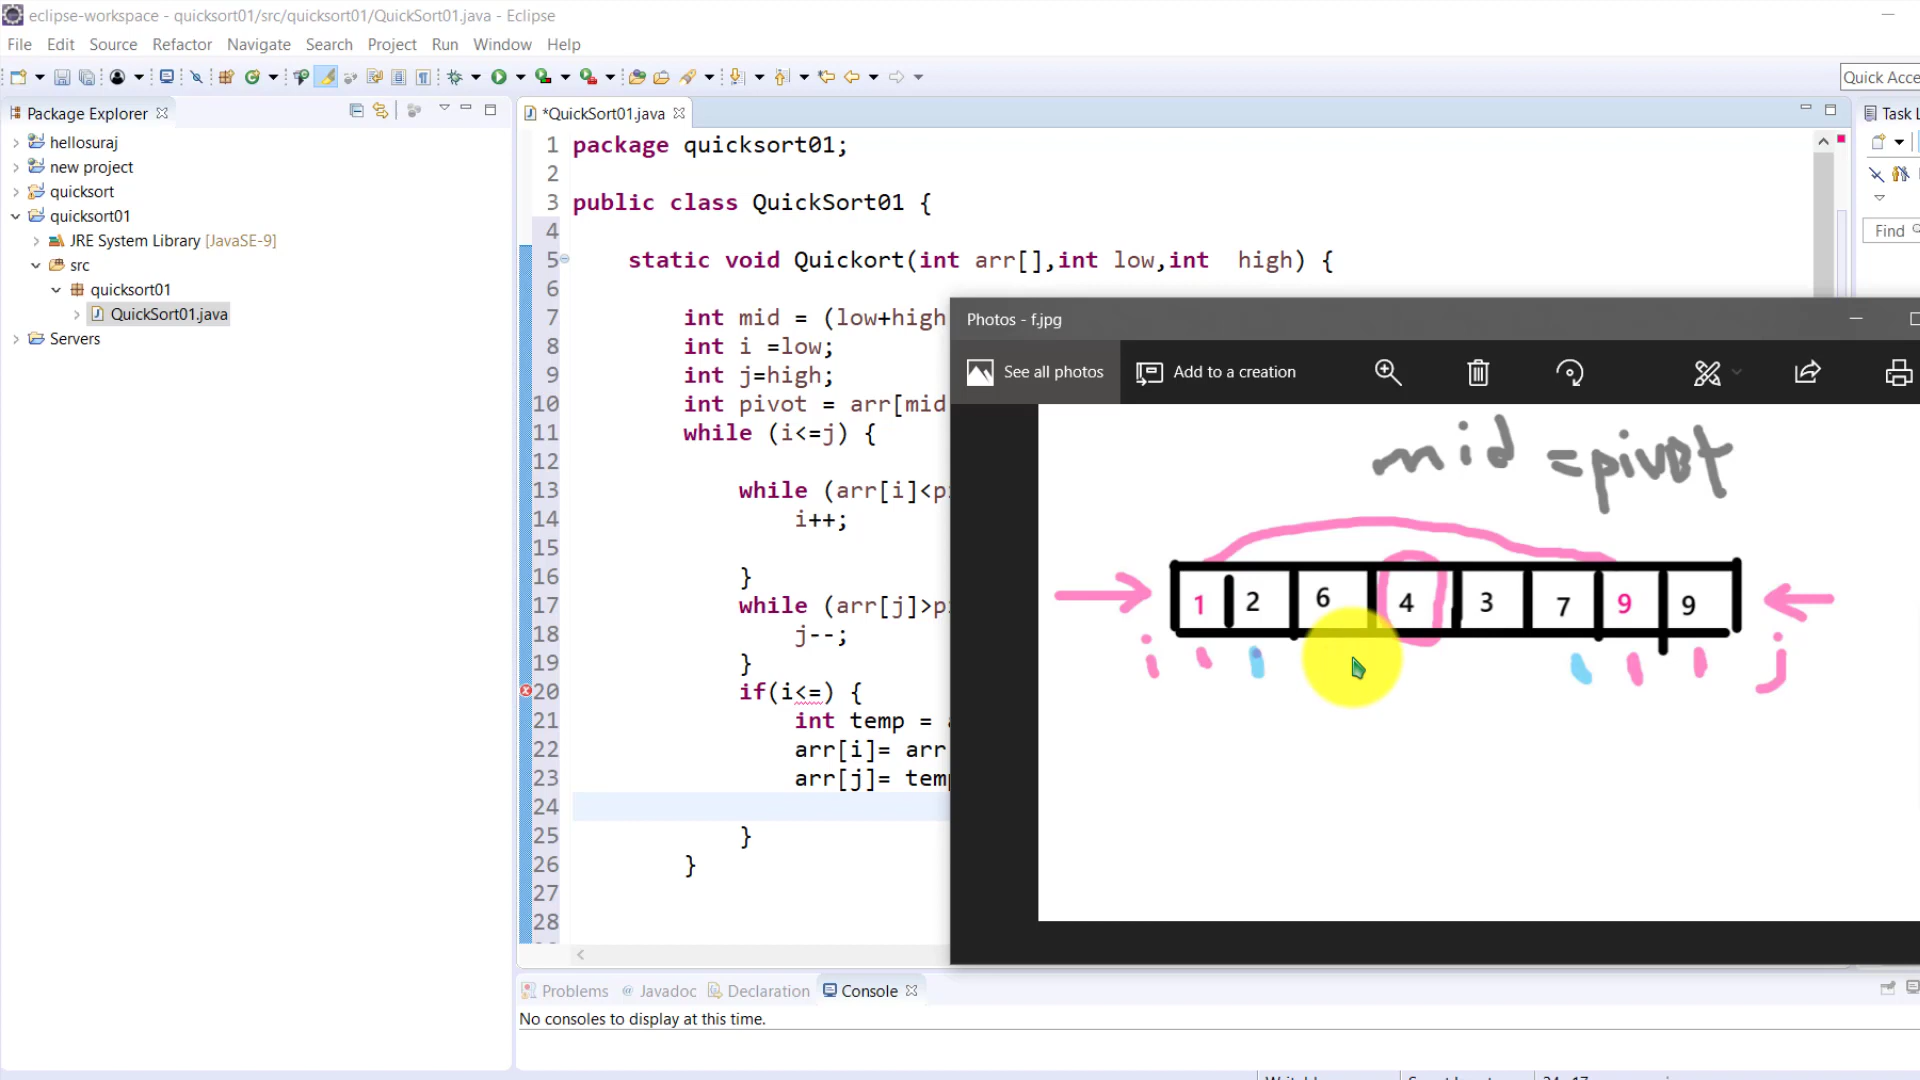 eclipse-workspace - quicksort01/src/quicksort01/QuickSort01.java - Eclipse
File Edit Source Refactor Navigate Search Project Run Window Help
Quick Acce
Package Explorer
hellosuraj
new project
quicksort
quicksort01
JRE System Library [JavaSE-9]
src
quicksort01
QuickSort01.java
Servers
*QuickSort01.java
1 package quicksort01;
2
3 public class QuickSort01 {
4
5 static void Quickort(int arr[],int low,int  high) {
6
7 int mid = (low+high
8 int i =low;
9 int j=high;
10 int pivot = arr[mid
11 while (i<=j) {
12
13 while (arr[i]<p
14 i++;
15
16 }
17 while (arr[j]>p
18 j--;
19 }
20 if(i<=) {
21 int temp =
22 arr[i]= arr
23 arr[j]= tem
24
25 }
26 }
27
28
Task L
Find
Photos - f.jpg
See all photos Add to a creation
mid = pivot
1 2 6 4 3 7 9 9
i j
Problems @ Javadoc Declaration Console
No consoles to display at this time.